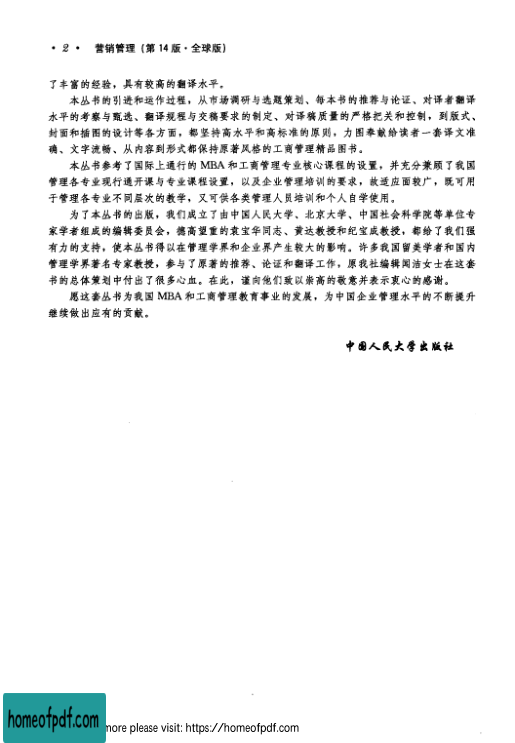 • 2 • 营销管理（第 14 版·全球版）
了丰富的经验，具有较高的翻译水平。
本丛书的引进和运作过程，从市场调研与选题策划、每本书的推荐与论证、对译者翻译
水平的考察与甄选、翻译规程与交稿要求的制定、对译稿质量的严格把关和控制，到版式、
封面和插图的设计等各方面，都坚持高水平和高标准的原则，力图奉献给读者一套译文准
确、文字流畅、从内容到形式都保持原著风格的工商管理精品图书。
本丛书参考了国际上通行的 MBA 和工商管理专业核心课程的设置，并充分兼顾了我国
管理各专业现行通开课与专业课程设置，以及企业管理培训的要求，故适应面较广，既可用
于管理各专业不同层次的教学，又可供各类管理人员培训和个人自学使用。
为了本丛书的出版，我们成立了由中国人民大学、北京大学、中国社会科学院等单位专
家学者组成的编辑委员会，德高望重的袁宝华同志、黄达教授和纪宝成教授，都给了我们强
有力的支持，使本丛书得以在管理学界和企业界产生较大的影响。许多我国留美学者和国内
管理学界著名专家教授，参与了原著的推荐、论证和翻译工作，原我社编辑闻洁女士在这套
书的总体策划中付出了很多心血。在此，谨向他们致以崇高的敬意并表示衷心的感谢。
愿这套丛书为我国 MBA 和工商管理教育事业的发展，为中国企业管理水平的不断提升
继续做出应有的贡献。
中国人民大学出版社
homeofpdf.com
more please visit: https://homeofpdf.com